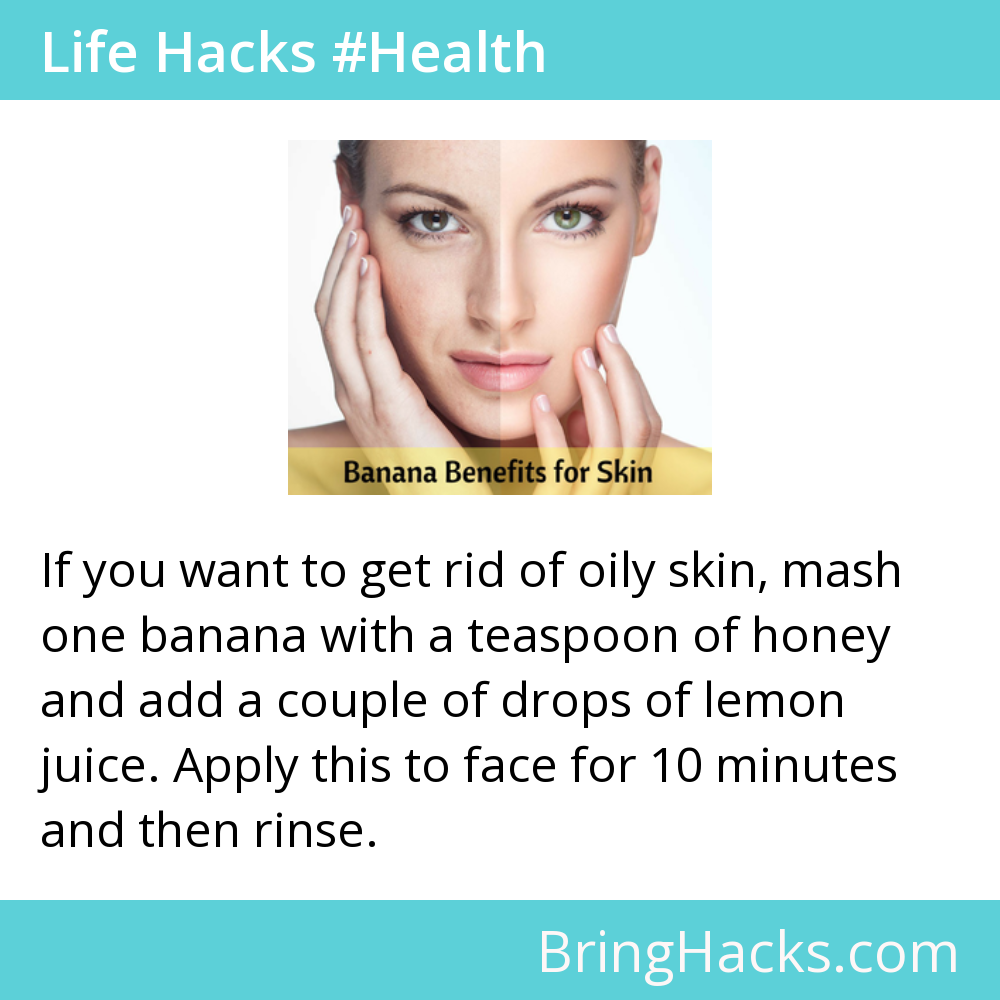 Life Hacks #Health
Banana Benefits for Skin
If you want to get rid of oily skin, mash
one banana with a teaspoon of honey
and add a couple of drops of lemon
juice. Apply this to face for 10 minutes
and then rinse.
BringHacks.com